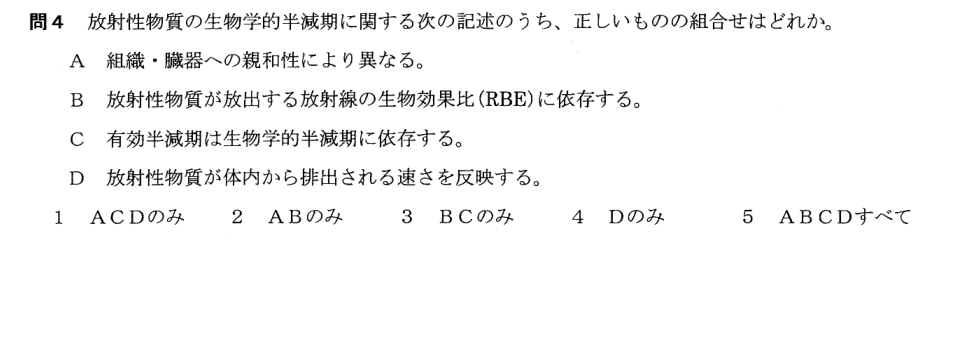 問4　放射性物質の生物学的半減期に関する次の記述のうち、正しいものの組合せはどれか。
A　組織・臓器への親和性により異なる。
B　放射性物質が放出する放射線の生物効果比(RBE)に依存する。
C　有効半減期は生物学的半減期に依存する。
D　放射性物質が体内から排出される速さを反映する。
1　ACDのみ　2　ABのみ　3　BCのみ　4　Dのみ　5　ABCDすべて